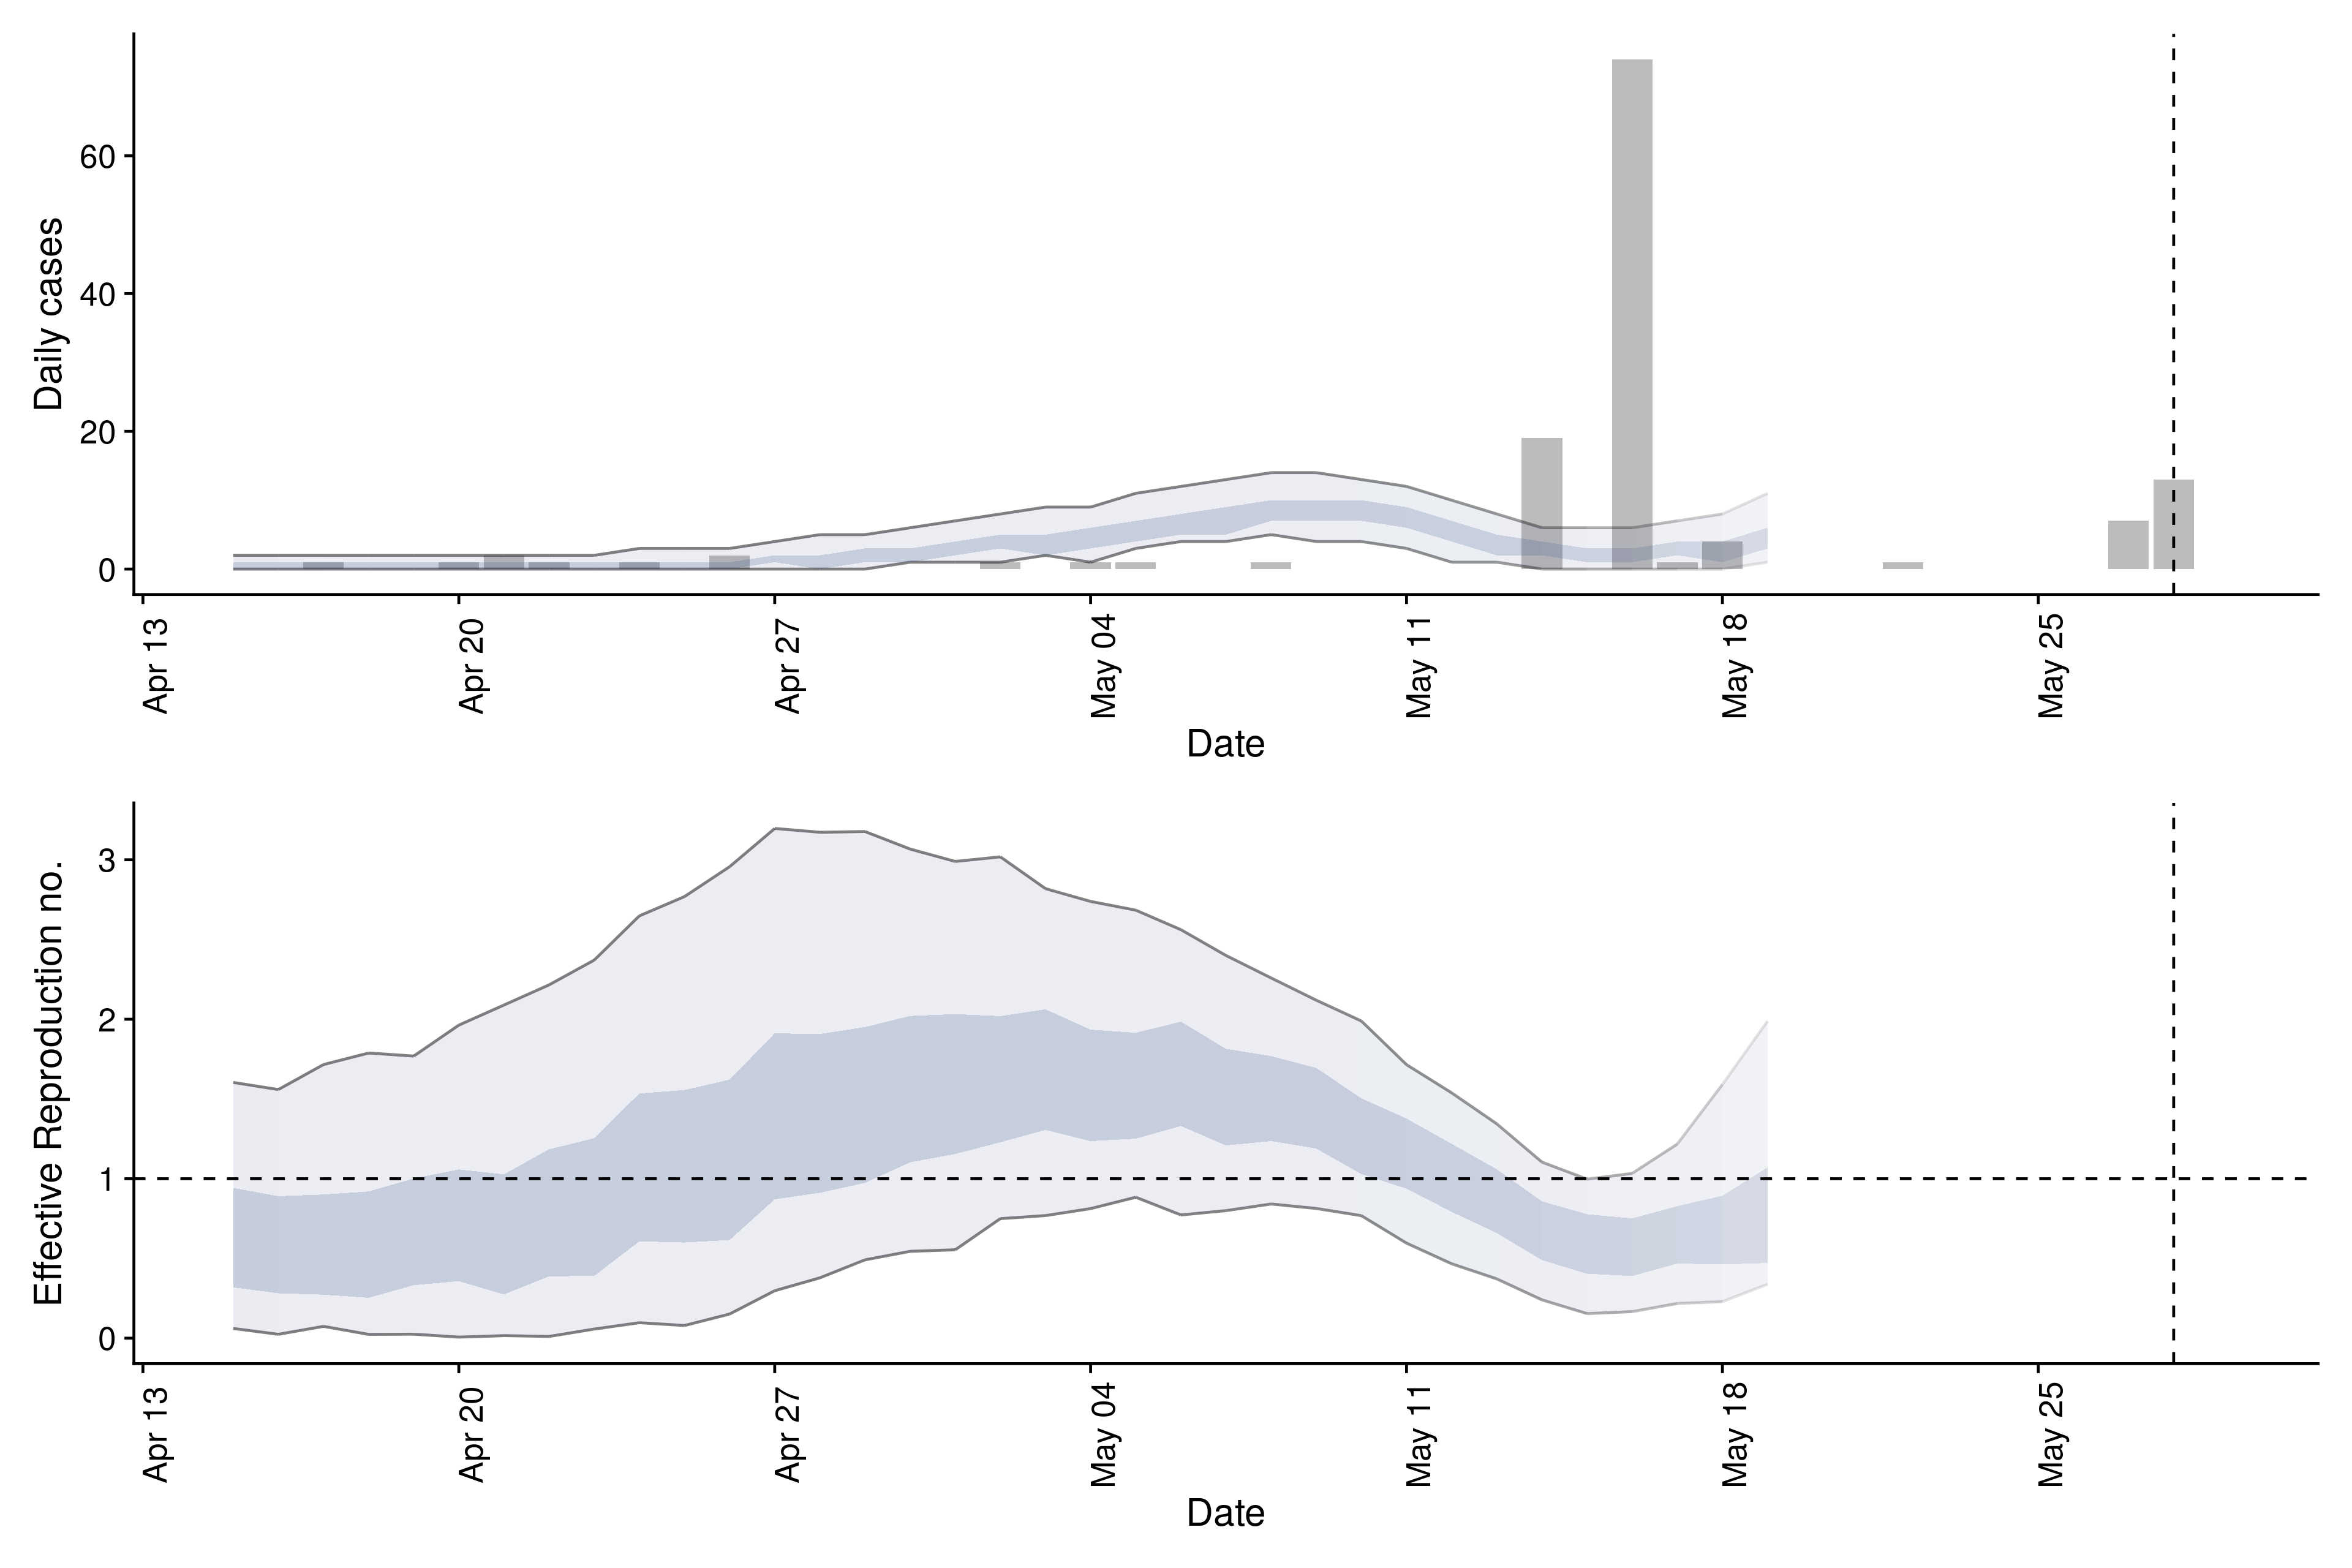 Daily cases
60
40
20
0
Apr 13
Apr 20
Apr 27
May 04
May 11
May 18
May 25
Date
Effective Reproduction no.
3
2
1
0
Apr 13
Apr 20
Apr 27
May 04
May 11
May 18
May 25
Date